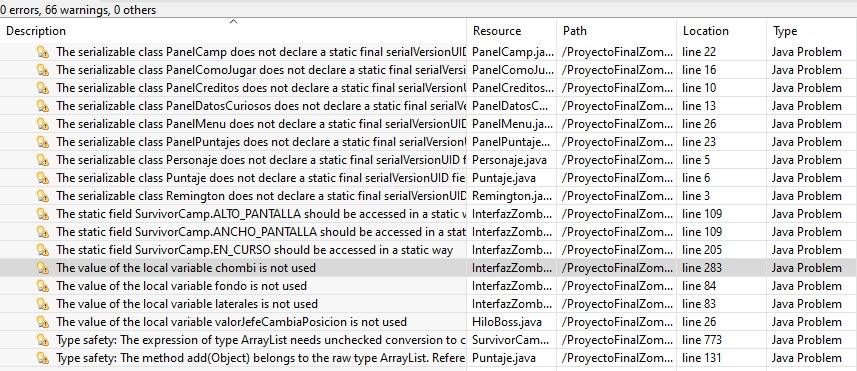 0 errors, 66 warnings, 0 others
Description Resource Path Location Type
The serializable class PanelCamp does not declare a static final serialVersionUID PanelCamp.ja... /ProyectoFinalZom... line 22 Java Problem
The serializable class PanelComoJugar does not declare a static final serialVersi PanelComoJu... /ProyectoFinalZom... line 16 Java Problem
The serializable class PanelCreditos does not declare a static final serialVersionU PanelCreditos... /ProyectoFinalZom... line 10 Java Problem
The serializable class PanelDatosCuriosos does not declare a static final serialVe PanelDatosC... /ProyectoFinalZom... line 13 Java Problem
The serializable class PanelMenu does not declare a static final serialVersionUID PanelMenu.ja... /ProyectoFinalZom... line 26 Java Problem
The serializable class PanelPuntajes does not declare a static final serialVersionU PanelPuntaje... /ProyectoFinalZom... line 23 Java Problem
The serializable class Personaje does not declare a static final serialVersionUID f Personaje.java /ProyectoFinalZom... line 5 Java Problem
The serializable class Puntaje does not declare a static final serialVersionUID fie Puntaje.java /ProyectoFinalZom... line 6 Java Problem
The serializable class Remington does not declare a static final serialVersionUID Remington.ja... /ProyectoFinalZom... line 3 Java Problem
The static field SurvivorCamp.ALTO_PANTALLA should be accessed in a static w InterfazZomb... /ProyectoFinalZom... line 109 Java Problem
The static field SurvivorCamp.ANCHO_PANTALLA should be accessed in a stat InterfazZomb... /ProyectoFinalZom... line 109 Java Problem
The static field SurvivorCamp.EN_CURSO should be accessed in a static way InterfazZomb... /ProyectoFinalZom... line 205 Java Problem
The value of the local variable chombi is not used InterfazZomb... /ProyectoFinalZom... line 283 Java Problem
The value of the local variable fondo is not used InterfazZomb... /ProyectoFinalZom... line 84 Java Problem
The value of the local variable laterales is not used InterfazZomb... /ProyectoFinalZom... line 83 Java Problem
The value of the local variable valorJefeCambiaPosicion is not used HiloBoss.java /ProyectoFinalZom... line 26 Java Problem
Type safety: The expression of type ArrayList needs unchecked conversion to c SurvivorCam... /ProyectoFinalZom... line 773 Java Problem
Type safety: The method add(Object) belongs to the raw type ArrayList. Refere Puntaje.java /ProyectoFinalZom... line 131 Java Problem